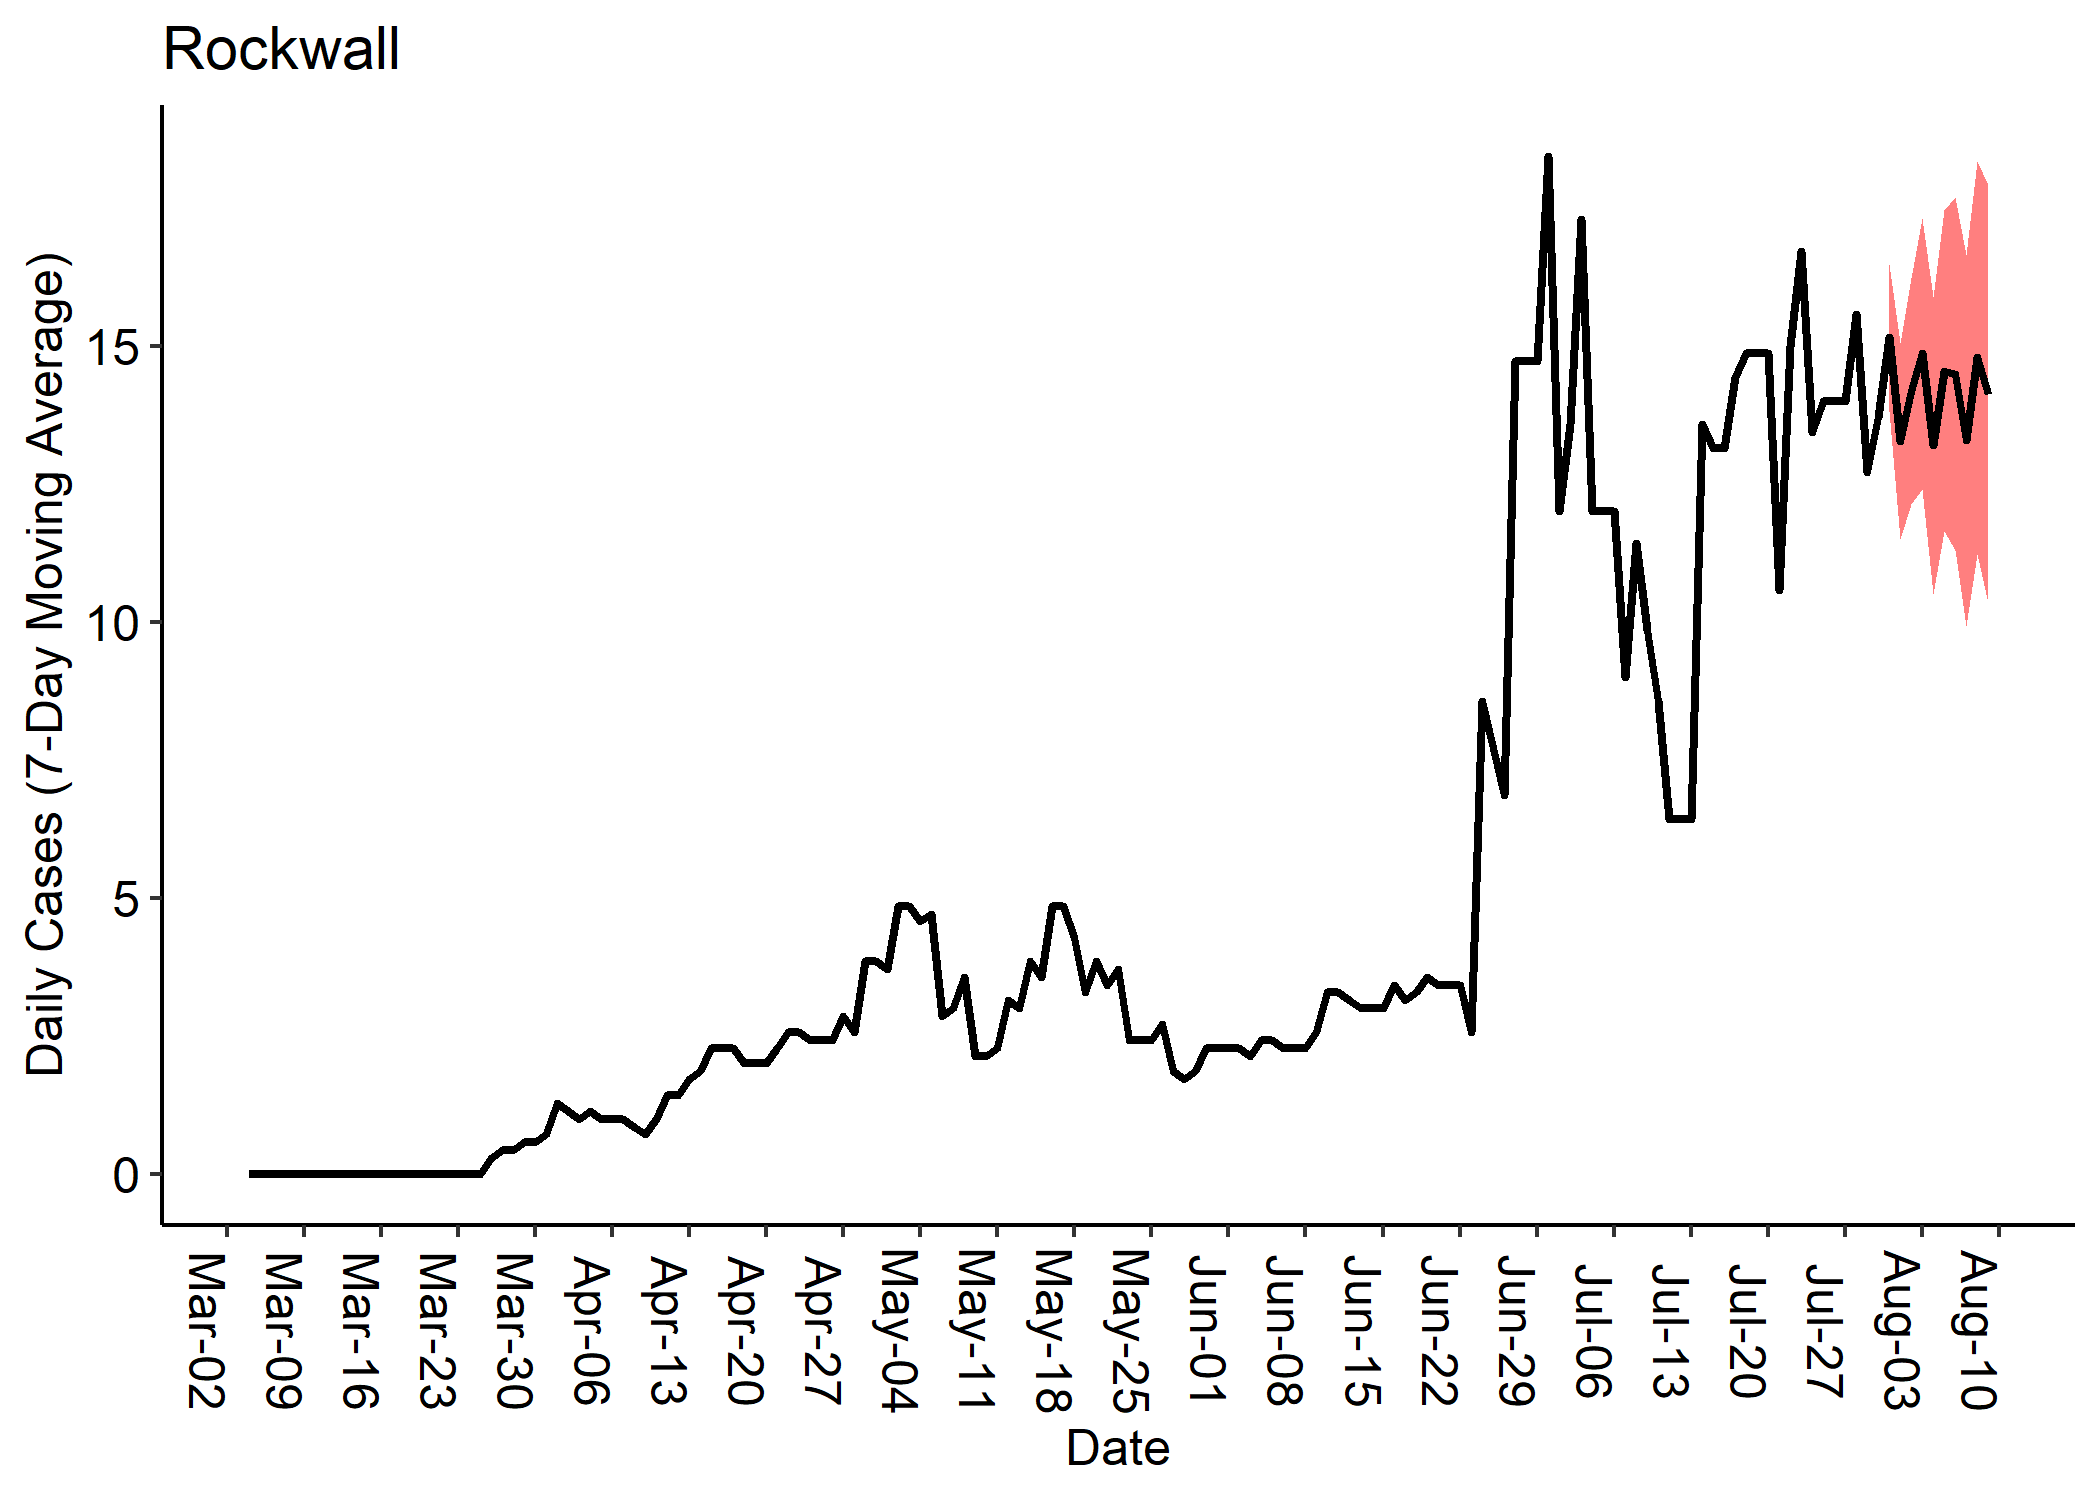 Rockwall
Daily Cases (7-Day Moving Average)
15
10
5
0
Mar-02
Mar-09
Mar-16
Mar-23
Mar-30
Apr-06
Apr-13
Apr-20
Apr-27
May-04
May-11
May-18
May-25
Jun-01
Jun-08
Jun-15
Jun-22
Jun-29
Jul-06
Jul-13
Jul-20
Jul-27
Aug-03
Aug-10
Date